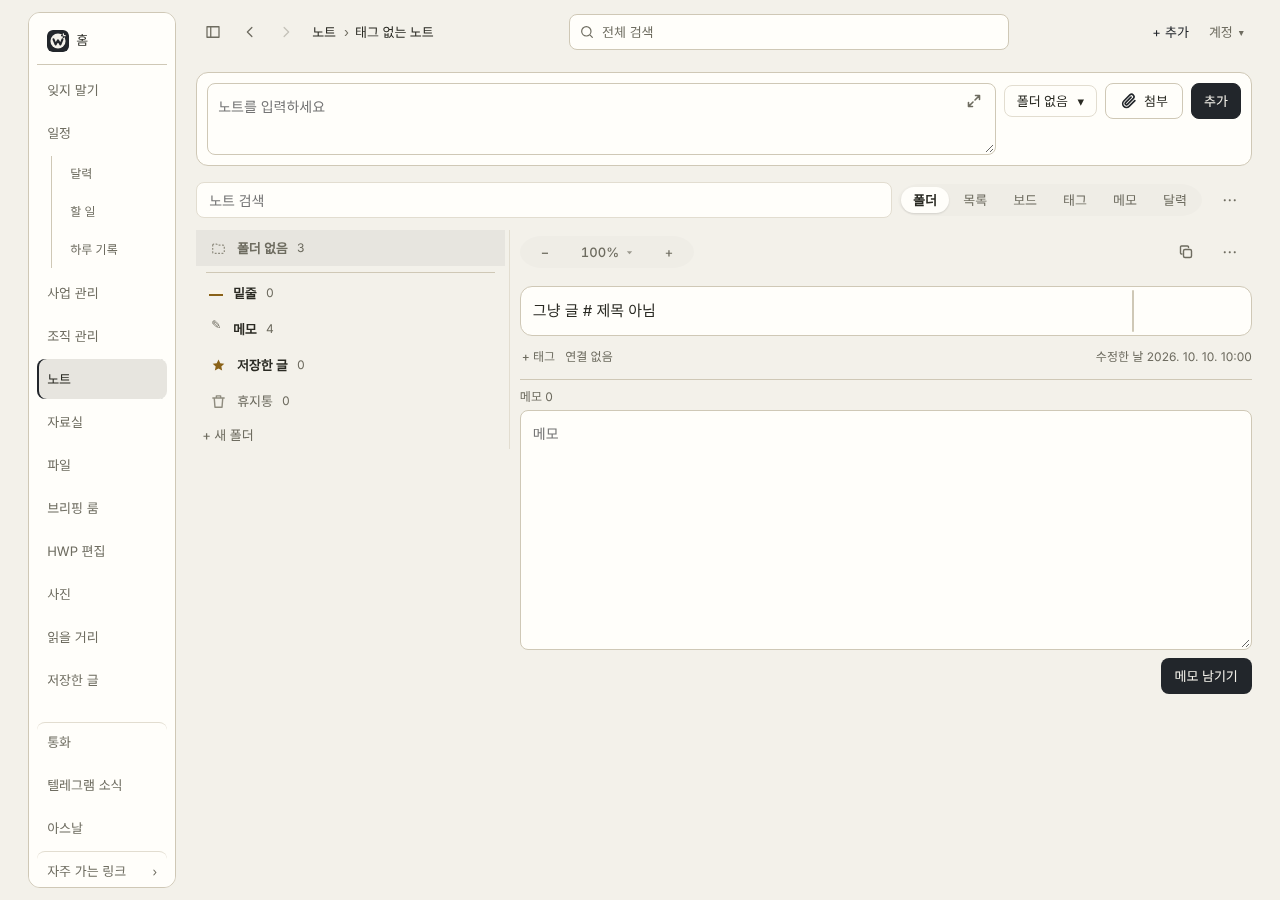 홈
잊지 말기
일정
달력
할 일
하루 기록
사업 관리
조직 관리
노트
자료실
파일
브리핑 룸
HWP 편집
사진
읽을 거리
저장한 글
통화
텔레그램 소식
아스날
자주 가는 링크 ›
노트 › 태그 없는 노트
전체 검색
+ 추가
계정 ▾
노트를 입력하세요
폴더 없음 ▾
첨부
추가
노트 검색
폴더 목록 보드 태그 메모 달력 ···
폴더 없음 3
밑줄 0
메모 4
저장한 글 0
휴지통 0
+ 새 폴더
− 100% +
···
그냥 글 # 제목 아님
+ 태그 연결 없음
수정한 날 2026. 10. 10. 10:00
메모 0
메모
메모 남기기